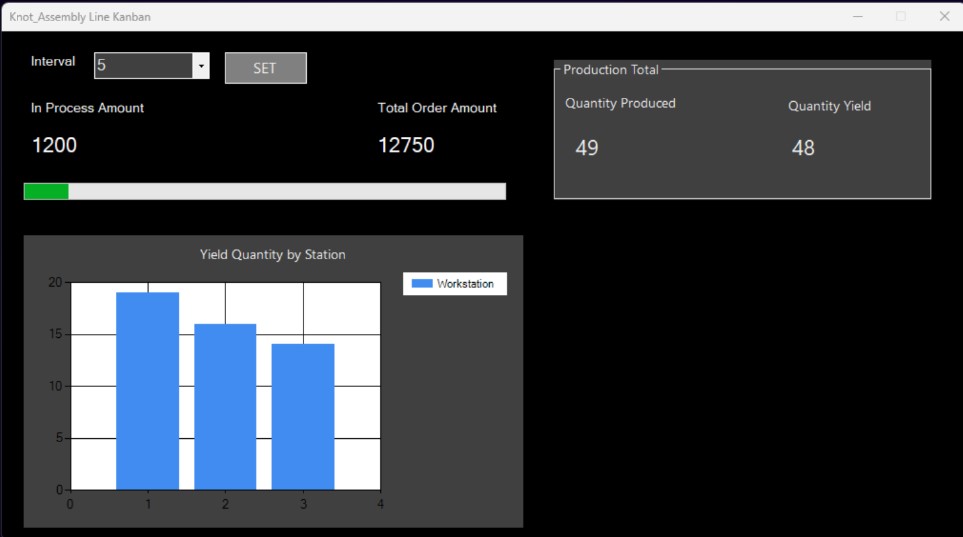 Knot_Assembly Line Kanban
Interval
5
SET
In Process Amount
Total Order Amount
1200
12750
Production Total
Quantity Produced
Quantity Yield
49
48
Yield Quantity by Station
Workstation
20
15
10
5
0
0 1 2 3 4